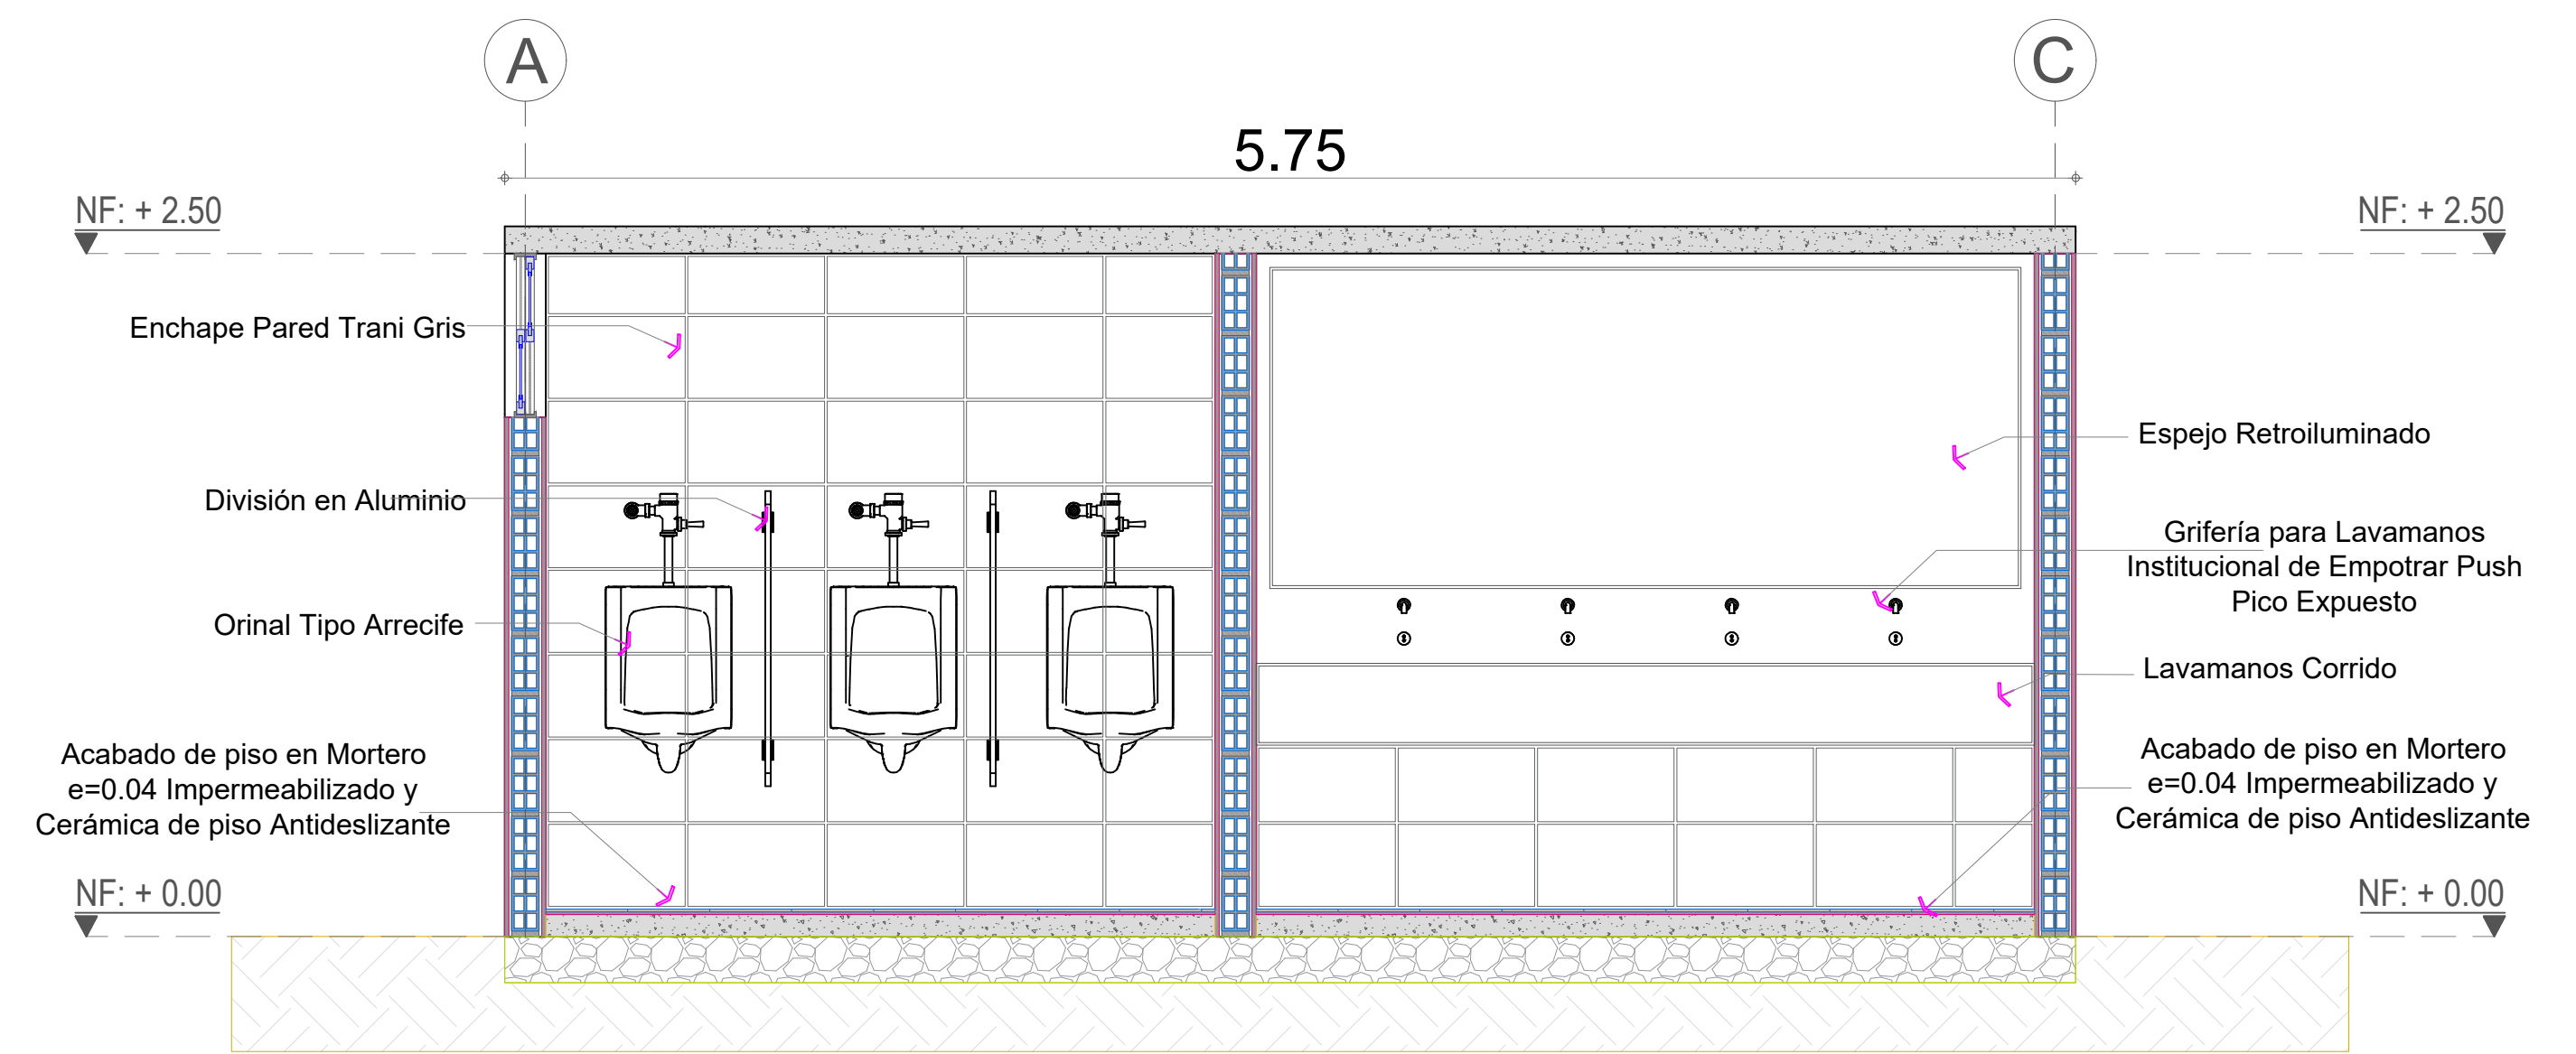 A
C
5.75
NF: + 2.50
NF: + 2.50
Enchape Pared Trani Gris
División en Aluminio
Orinal Tipo Arrecife
Acabado de piso en Mortero
e=0.04 Impermeabilizado y
Cerámica de piso Antideslizante
NF: + 0.00
Espejo Retroiluminado
Grifería para Lavamanos
Institucional de Empotrar Push
Pico Expuesto
Lavamanos Corrido
Acabado de piso en Mortero
e=0.04 Impermeabilizado y
Cerámica de piso Antideslizante
NF: + 0.00